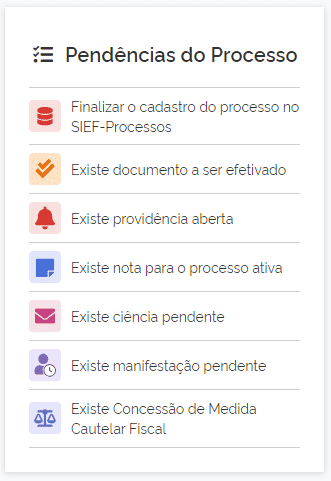 Pendências do Processo
Finalizar o cadastro do processo no
SIEF-Processos
Existe documento a ser efetivado
Existe providência aberta
Existe nota para o processo ativa
Existe ciência pendente
Existe manifestação pendente
Existe Concessão de Medida
Cautelar Fiscal